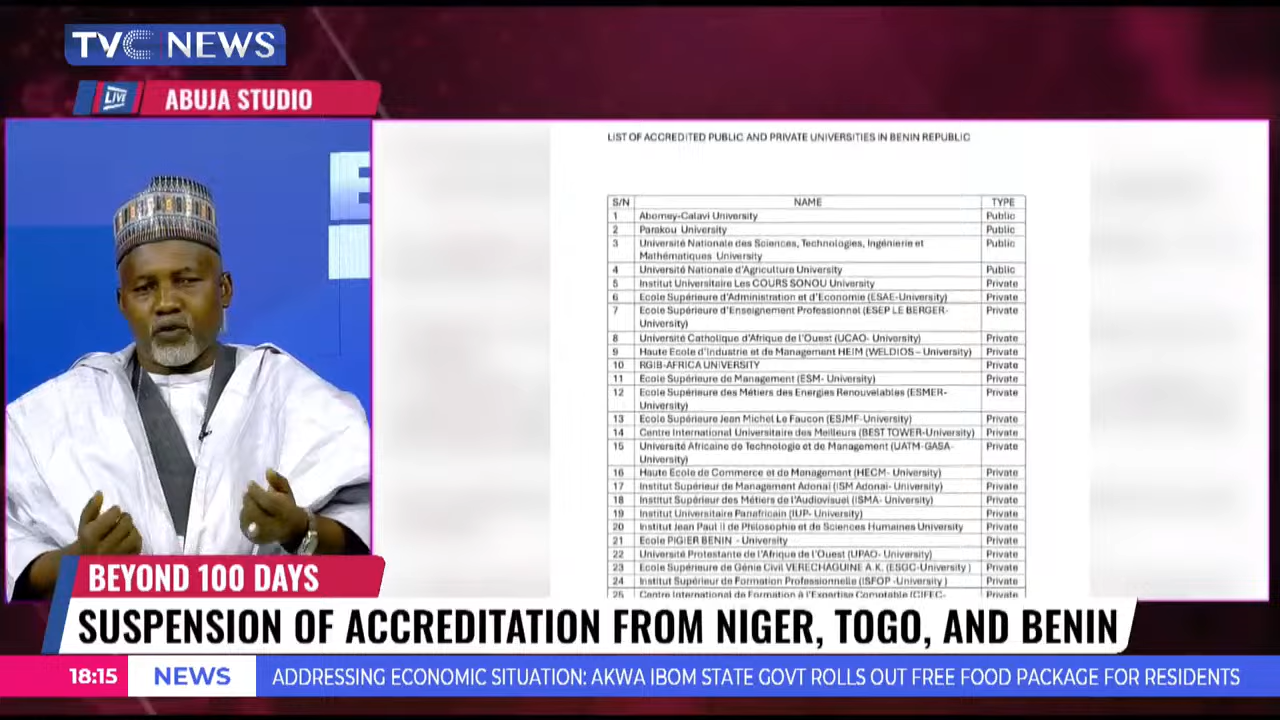 TVC NEWS
LIVE
ABUJA STUDIO
E
LIST OF ACCREDITED PUBLIC AND PRIVATE UNIVERSITIES IN BENIN REPUBLIC
S/N NAME TYPE
1 Abomey-Calavi University Public
2 Parakou University Public
3 Université Nationale des Sciences, Technologies, Ingénierie et Public
Mathématiques University
4 Université Nationale d'Agriculture University Public
5 Institut Universitaire Les COURS SONOU University Private
6 Ecole Supérieure d'Administration et d'Economie (ESAE-University) Private
7 Ecole Supérieure d'Enseignement Professionnel (ESEP LE BERGER- Private
University)
8 Université Catholique d'Afrique de l'Ouest (UCAO- University) Private
9 Haute Ecole d'Industrie et de Management HEIM (WELDIOS – University) Private
10 RGIB-AFRICA UNIVERSITY Private
11 Ecole Supérieure de Management (ESM- University) Private
12 Ecole Supérieure des Métiers des Energies Renouvelables (ESMER- Private
University)
13 Ecole Supérieure Jean Michel Le Faucon (ESJMF-University) Private
14 Centre International Universitaire des Meilleurs (BEST TOWER-University) Private
15 Université Africaine de Technologie et de Management (UATM-GASA- Private
University)
16 Haute Ecole de Commerce et de Management (HECM- University) Private
17 Institut Supérieur de Management Adonai (ISM Adonai- University) Private
18 Institut Supérieur des Métiers de l'Audiovisuel (ISMA- University) Private
19 Institut Universitaire Panafricain (IUP- University) Private
20 Institut Jean Paul II de Philosophie et de Sciences Humaines University Private
21 Ecole PIGIER BENIN - University Private
22 Université Protestante de l'Afrique de l'Ouest (UPAO- University) Private
23 Ecole Supérieure de Génie Civil VERECHAGUINE A.K. (ESGC-University ) Private
24 Institut Supérieur de Formation Professionnelle (ISFOP -University ) Private
25 Centre International de Formation à l'Expertise Comptable (CIFEC- Private
BEYOND 100 DAYS
SUSPENSION OF ACCREDITATION FROM NIGER, TOGO, AND BENIN
18:15 NEWS ADDRESSING ECONOMIC SITUATION: AKWA IBOM STATE GOVT ROLLS OUT FREE FOOD PACKAGE FOR RESIDENTS